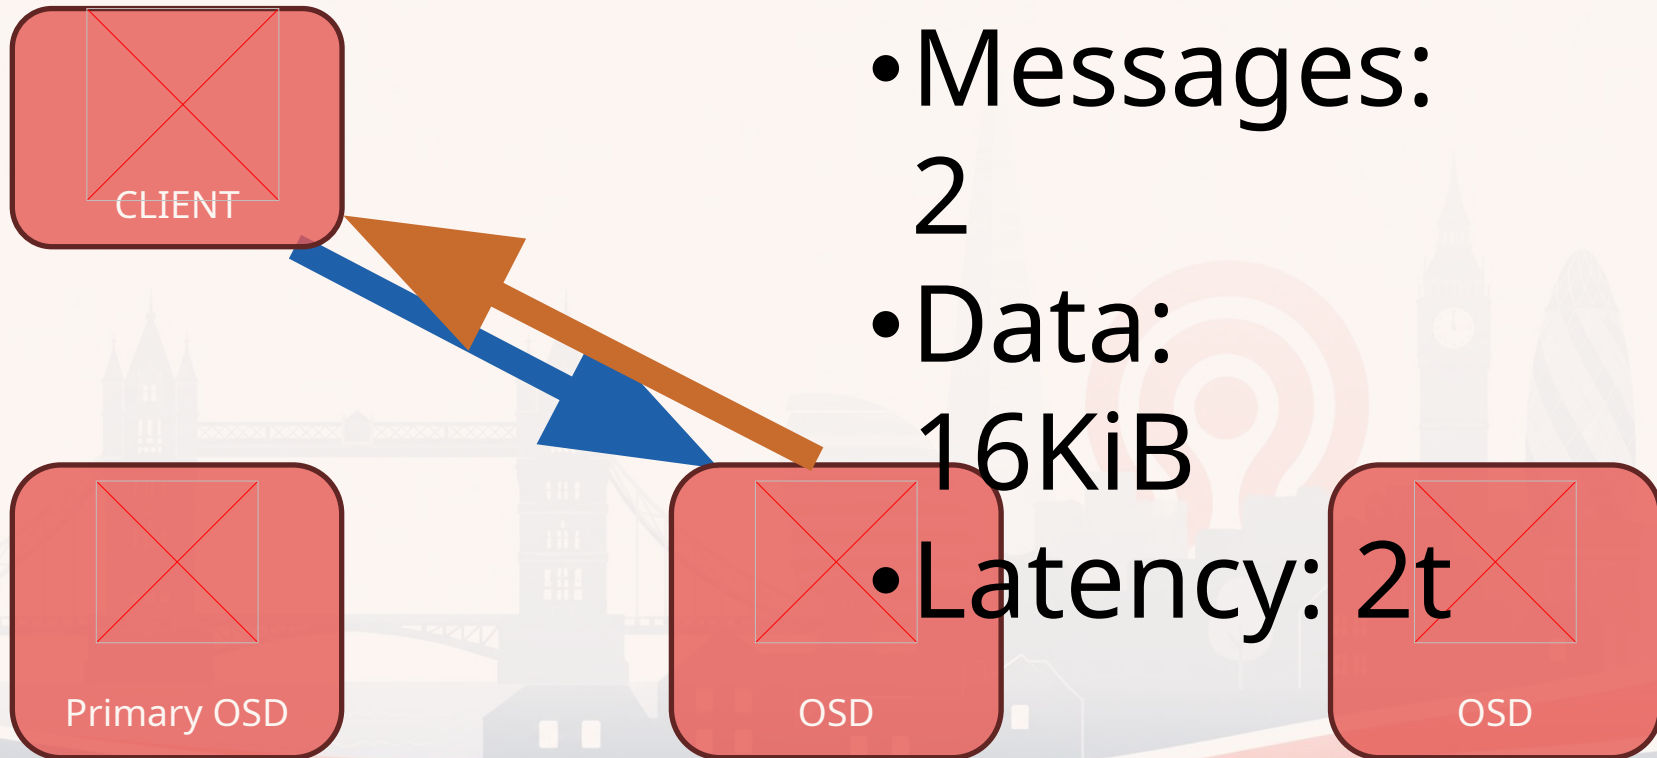 CLIENT
•Messages:
2
•Data:
16KiB
•Latency: 2t
Primary OSD
OSD
OSD